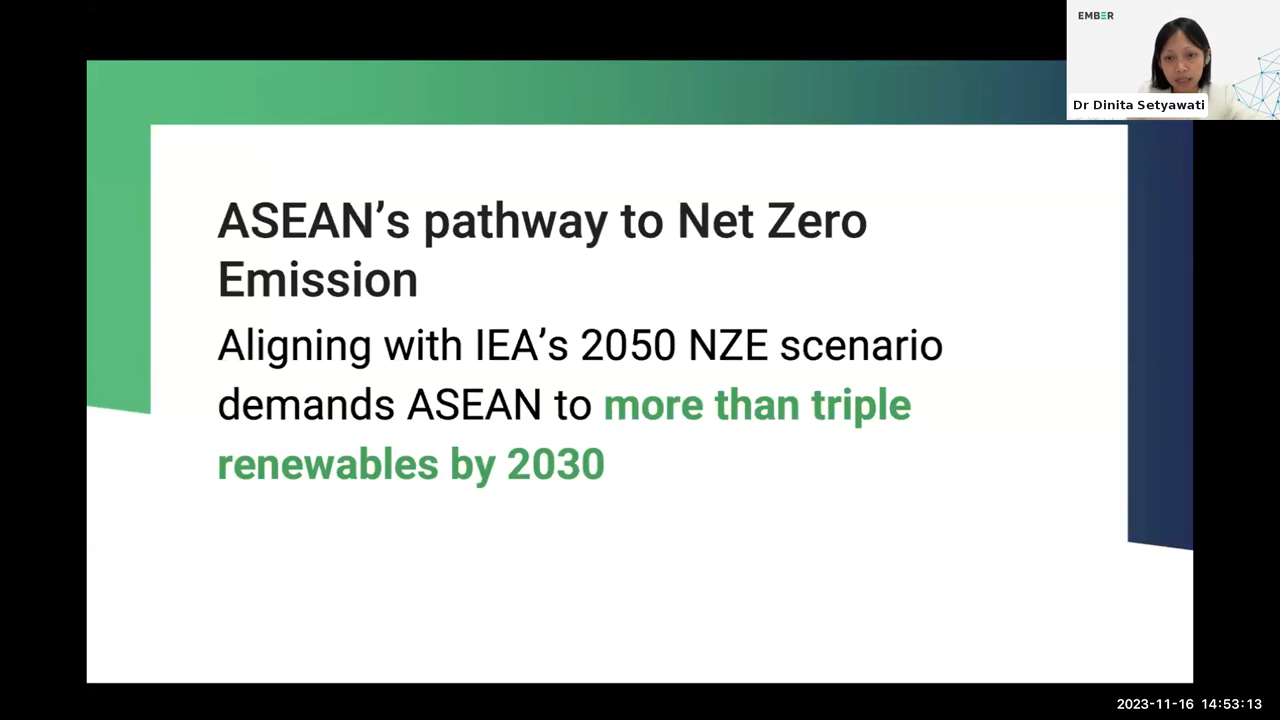 EMBER
Dr Dinita Setyawati
ASEAN’s pathway to Net Zero
Emission
Aligning with IEA’s 2050 NZE scenario
demands ASEAN to more than triple
renewables by 2030
2023-11-16 14:53:13